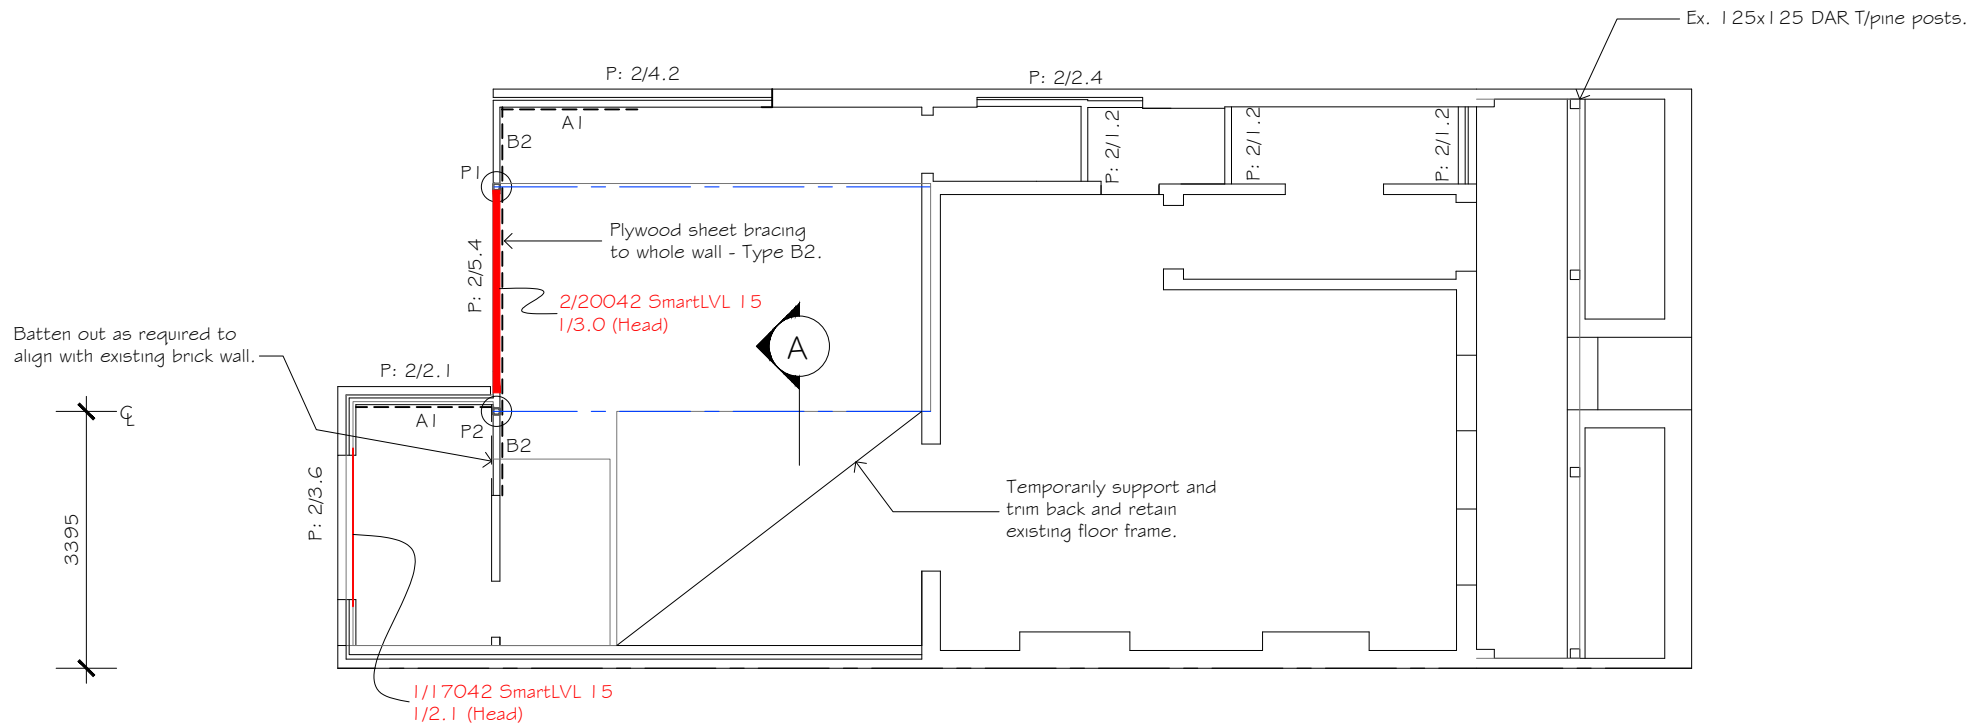 Ex. 125x125 DAR T/pine posts.
P: 2/4.2
P: 2/2.4
A1
B2
P: 2/1.2
P: 2/1.2
P: 2/1.2
P1
Plywood sheet bracing
to whole wall - Type B2.
P: 2/5.4
2/20042 SmartLVL 15
1/3.0 (Head)
Batten out as required to
align with existing brick wall.
A
P: 2/2.1
℄
A1
P2
B2
P: 2/3.6
3395
Temporarily support and
trim back and retain
existing floor frame.
1/17042 SmartLVL 15
1/2.1 (Head)